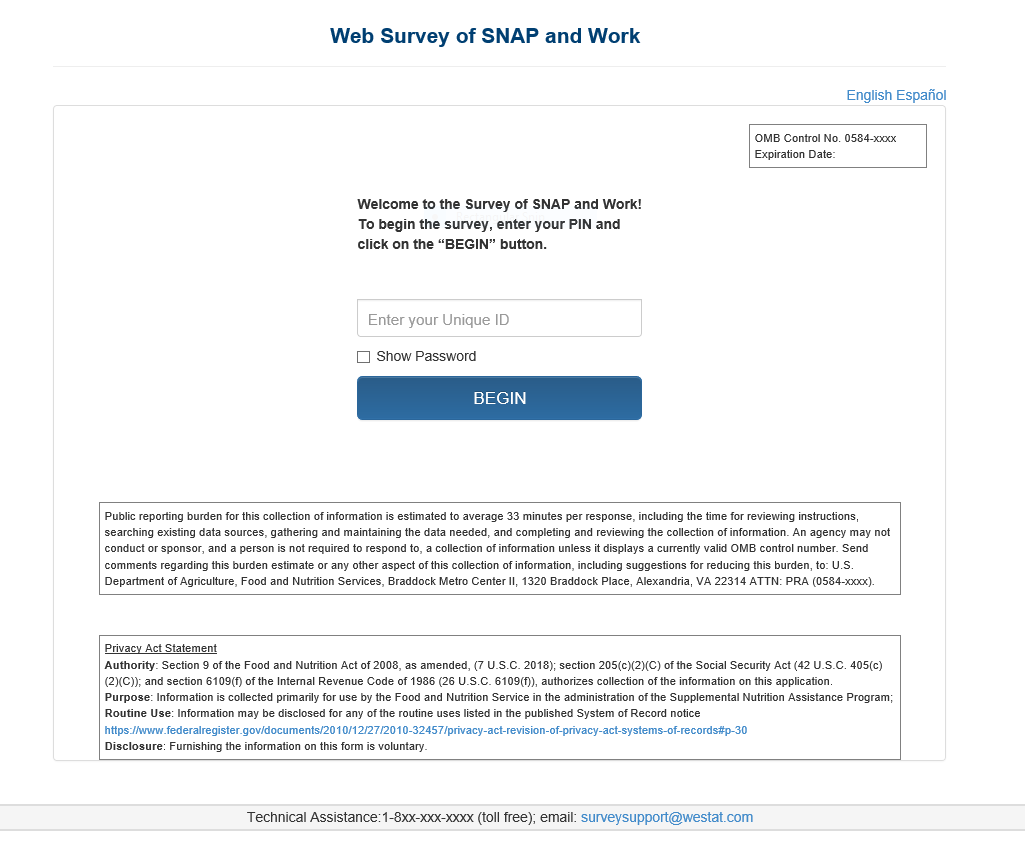 Web Survey of SNAP and Work
English Español
OMB Control No. 0584-xxxx
Expiration Date:
Welcome to the Survey of SNAP and Work!
To begin the survey, enter your PIN and
click on the “BEGIN” button.
Enter your Unique ID
Show Password
BEGIN
Public reporting burden for this collection of information is estimated to average 33 minutes per response, including the time for reviewing instructions,
searching existing data sources, gathering and maintaining the data needed, and completing and reviewing the collection of information. An agency may not
conduct or sponsor, and a person is not required to respond to, a collection of information unless it displays a currently valid OMB control number. Send
comments regarding this burden estimate or any other aspect of this collection of information, including suggestions for reducing this burden, to: U.S.
Department of Agriculture, Food and Nutrition Services, Braddock Metro Center II, 1320 Braddock Place, Alexandria, VA 22314 ATTN: PRA (0584-xxxx).
Privacy Act Statement
Authority: Section 9 of the Food and Nutrition Act of 2008, as amended, (7 U.S.C. 2018); section 205(c)(2)(C) of the Social Security Act (42 U.S.C. 405(c)
(2)(C)); and section 6109(f) of the Internal Revenue Code of 1986 (26 U.S.C. 6109(f)), authorizes collection of the information on this application.
Purpose: Information is collected primarily for use by the Food and Nutrition Service in the administration of the Supplemental Nutrition Assistance Program;
Routine Use: Information may be disclosed for any of the routine uses listed in the published System of Record notice
https://www.federalregister.gov/documents/2010/12/27/2010-32457/privacy-act-revision-of-privacy-act-systems-of-records#p-30
Disclosure: Furnishing the information on this form is voluntary.
Technical Assistance:1-8xx-xxx-xxxx (toll free); email: surveysupport@westat.com